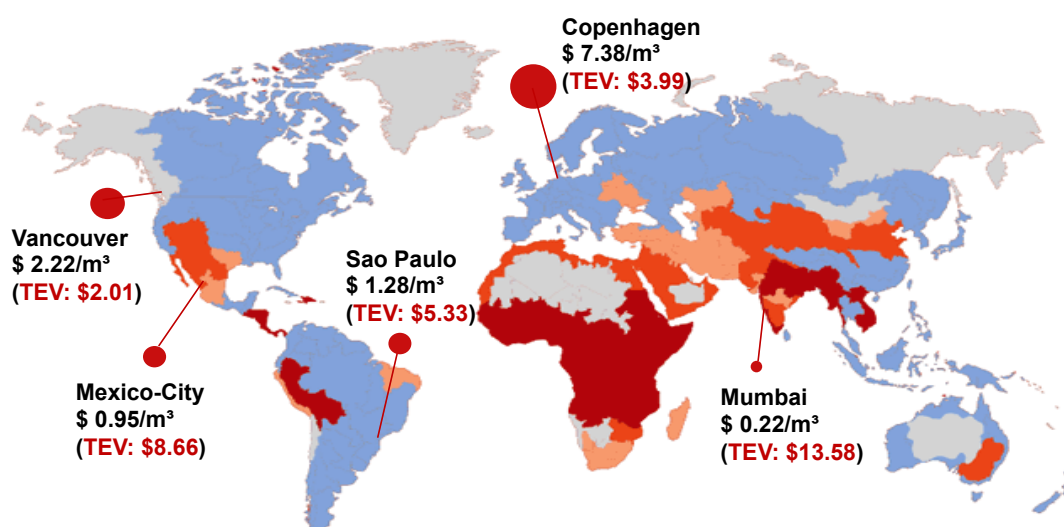 Copenhagen
$ 7.38/m³
(TEV: $3.99)
Vancouver
$ 2.22/m³
(TEV: $2.01)
Sao Paulo
$ 1.28/m³
(TEV: $5.33)
Mexico-City
$ 0.95/m³
(TEV: $8.66)
Mumbai
$ 0.22/m³
(TEV: $13.58)